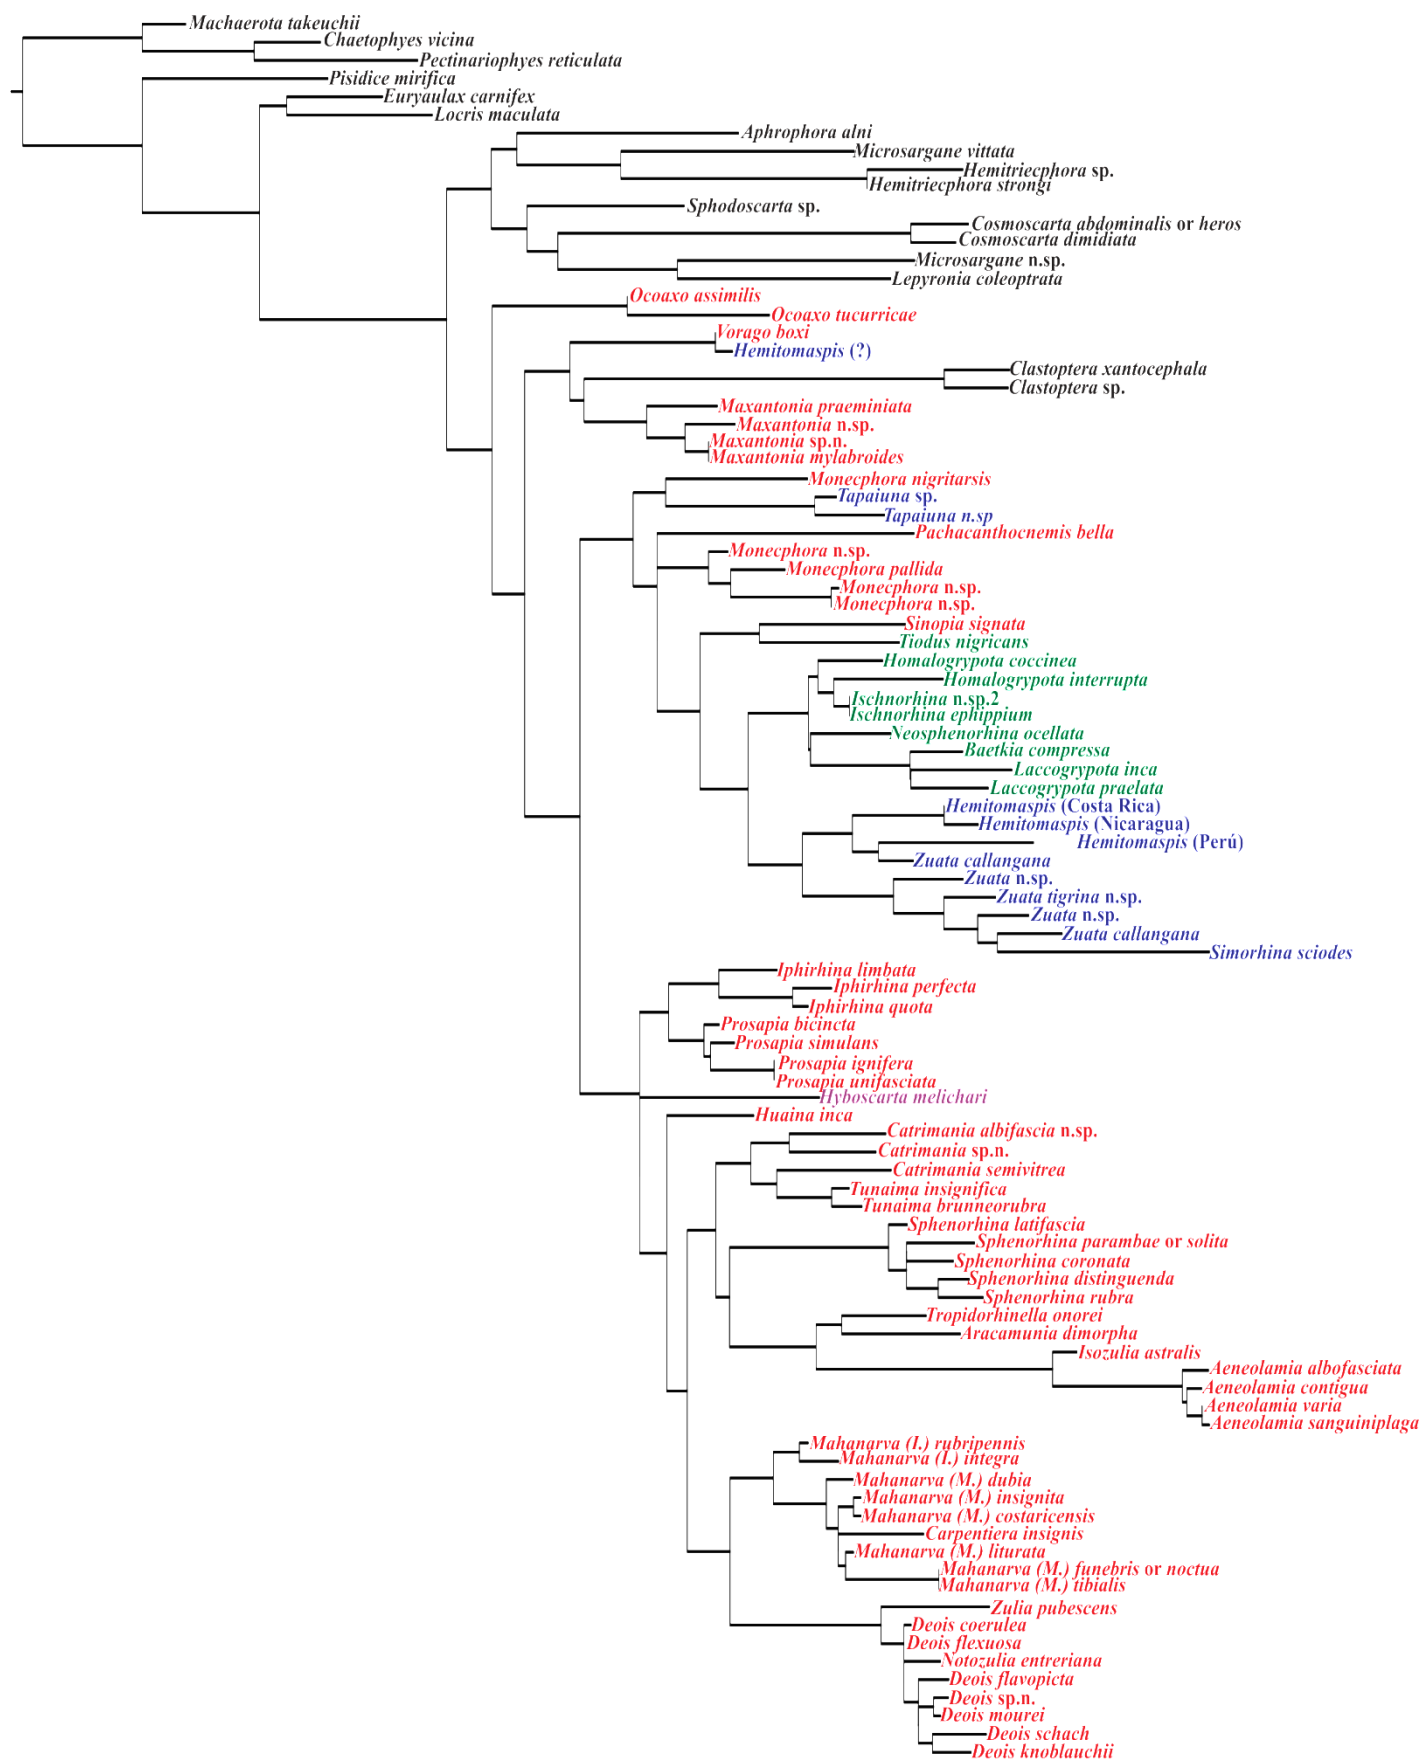 Machaerota takeuchii
Chaetophyes vicina
Pectinariophyes reticulata
Pisidice mirifica
Euryaulax carnifex
Locris maculata
Aphrophora alni
Microsargane vittata
Hemitriecphora sp.
Hemitriecphora strongi
Sphodoscarta sp.
Cosmoscarta abdominalis or heros
Cosmoscarta dimidiata
Microsargane n.sp.
Lepyronia coleoptrata
Ocoaxo assimilis
Ocoaxo tucurricae
Vorago boxi
Hemitomaspis (?)
Clastoptera xantocephala
Clastoptera sp.
Maxantonia praeminiata
Maxantonia n.sp.
Maxantonia sp.n.
Maxantonia mylabroides
Monecphora nigritarsis
Tapaiuna sp.
Tapaiuna n.sp
Pachacanthocnemis bella
Monecphora n.sp.
Monecphora pallida
Monecphora n.sp.
Monecphora n.sp.
Sinopia signata
Tiodus nigricans
Homalogrypota coccinea
Homalogrypota interrupta
Ischnorhina n.sp.2
Ischnorhina ephippium
Neosphenorhina ocellata
Baetkia compressa
Laccogrypota inca
Laccogrypota praelata
Hemitomaspis (Costa Rica)
Hemitomaspis (Nicaragua)
Hemitomaspis (Perú)
Zuata callangana
Zuata n.sp.
Zuata tigrina n.sp.
Zuata n.sp.
Zuata callangana
Simorhina sciodes
Iphirhina limbata
Iphirhina perfecta
Iphirhina quota
Prosapia bicincta
Prosapia simulans
Prosapia ignifera
Prosapia unifasciata
Hyboscarta melichari
Huaina inca
Catrimania albifascia n.sp.
Catrimania sp.n.
Catrimania semivitrea
Tunaima insignifica
Tunaima brunneorubra
Sphenorhina latifascia
Sphenorhina parambae or solita
Sphenorhina coronata
Sphenorhina distinguenda
Sphenorhina rubra
Tropidorhinella onorei
Aracamunia dimorpha
Isozulia astralis
Aeneolamia albofasciata
Aeneolamia contigua
Aeneolamia varia
Aeneolamia sanguiniplaga
Mahanarva (I.) rubripennis
Mahanarva (I.) integra
Mahanarva (M.) dubia
Mahanarva (M.) insignita
Mahanarva (M.) costaricensis
Carpentiera insignis
Mahanarva (M.) liturata
Mahanarva (M.) funebris or noctua
Mahanarva (M.) tibialis
Zulia pubescens
Deois coerulea
Deois flexuosa
Notozulia entreriana
Deois flavopicta
Deois sp.n.
Deois mourei
Deois schach
Deois knoblauchii